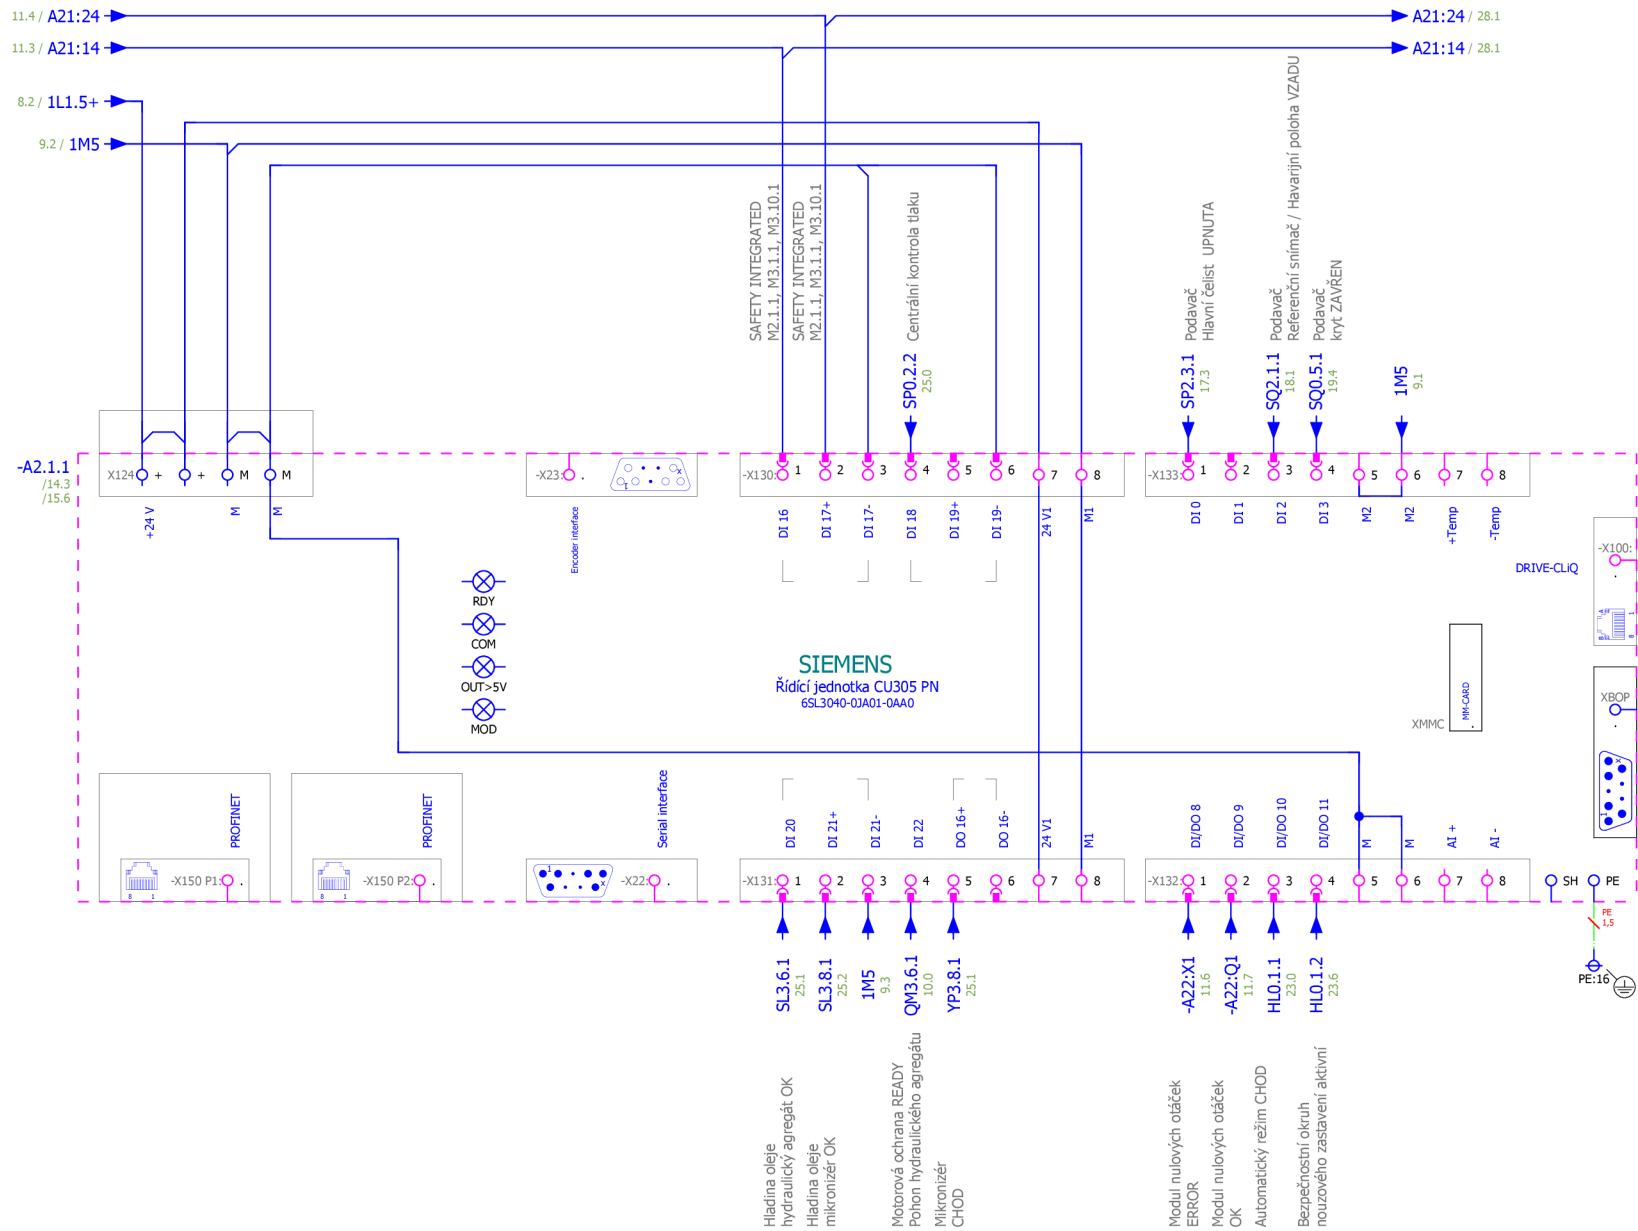 11.4 / A21:24
A21:24 / 28.1
11.3 / A21:14
A21:14 / 28.1
8.2 / 1L1.5+
9.2 / 1M5
SAFETY INTEGRATED
M2.1.1, M3.1.1, M3.10.1
SAFETY INTEGRATED
M2.1.1, M3.1.1, M3.10.1
Centrální kontrola tlaku
SP0.2.2
25.0
Podavač
Hlavní čelist UPNUTA
SP2.3.1
17.3
Referenční snímač / Havarijní poloha VZADU
Podavač
SQ2.1.1
18.1
Podavač
kryt ZAVŘEN
SQ0.5.1
19.4
1M5
9.1
-A2.1.1
/14.3
/15.6
X124 + + M M
+24 V
M
M
-X23: .
1 x
Encoder interface
-X130: 1 2 3 4 5 6 7 8
DI 16
DI 17+
DI 17-
DI 18
DI 19+
DI 19-
24 V1
M1
-X133: 1 2 3 4 5 6 7 8
DI 0
DI 1
DI 2
DI 3
M2
M2
+Temp
-Temp
-X100:
.
DRIVE-CLiQ
B A
8 1
RDY
COM
OUT>5V
MOD
SIEMENS
Řídící jednotka CU305 PN
6SL3040-0JA01-0AA0
MM-CARD
XMMC
.
XBOP
.
1 x
PROFINET
PROFINET
Serial interface
-X150 P1: .
8 1
-X150 P2: .
8 1
1 x
-X22: .
DI 20
DI 21+
DI 21-
DI 22
DO 16+
DO 16-
24 V1
M1
-X131: 1 2 3 4 5 6 7 8
DI/DO 8
DI/DO 9
DI/DO 10
DI/DO 11
M
M
AI +
AI -
-X132: 1 2 3 4 5 6 7 8
SH PE
PE
1,5
PE:16
SL3.6.1
25.1
SL3.8.1
25.2
1M5
9.3
QM3.6.1
10.0
YP3.8.1
25.1
-A22:X1
11.6
-A22:Q1
11.7
HL0.1.1
23.0
HL0.1.2
23.6
Hladina oleje
hydraulický agregát OK
Hladina oleje
mikronizér OK
Motorová ochrana READY
Pohon hydraulického agregátu
Mikronizér
CHOD
Modul nulových otáček
ERROR
Modul nulových otáček
OK
Automatický režim CHOD
Bezpečnostní okruh
nouzového zastavení aktivní